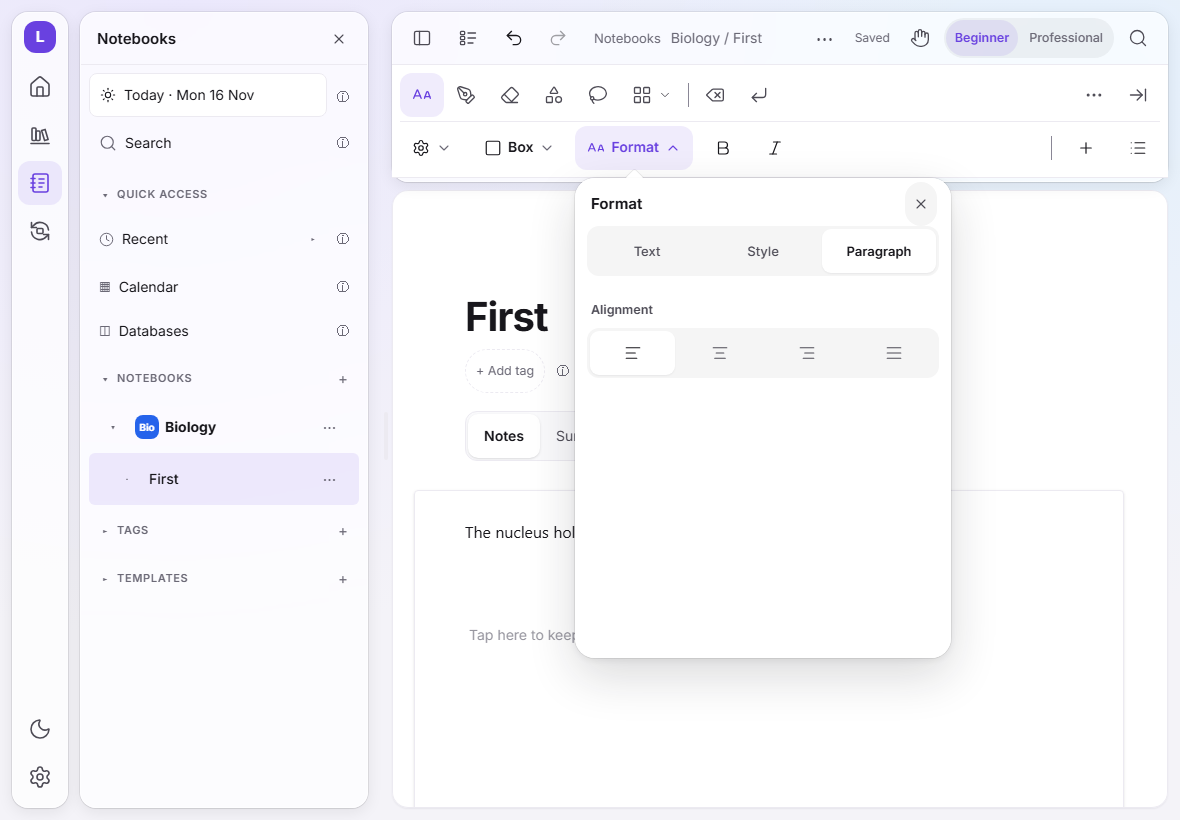 L
Notebooks
Today · Mon 16 Nov
Search
QUICK ACCESS
Recent
Calendar
Databases
NOTEBOOKS
Bio Biology
First
TAGS
TEMPLATES
Notebooks Biology / First
Saved
Beginner Professional
AA
Box
AA Format
B I
Format
Text Style Paragraph
Alignment
First
+ Add tag
Notes
The nucleus
Tap here to keep